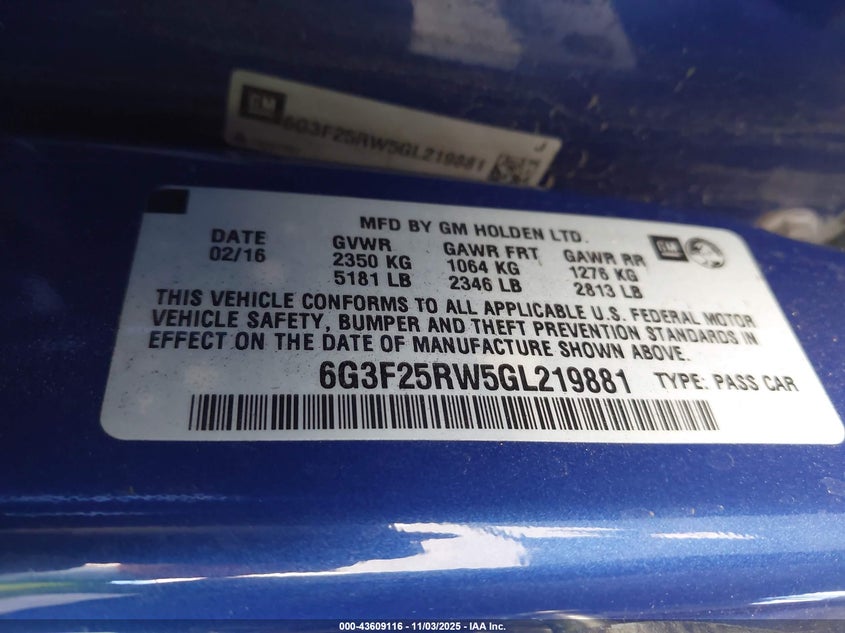 GM
6G3F25RW5GL219881
J
MFD BY GM HOLDEN LTD.
DATE GVWR GAWR FRT GAWR RR GM
02/16 2350 KG 1064 KG 1276 KG
5181 LB 2346 LB 2813 LB
THIS VEHICLE CONFORMS TO ALL APPLICABLE U.S. FEDERAL MOTOR
VEHICLE SAFETY, BUMPER AND THEFT PREVENTION STANDARDS IN
EFFECT ON THE DATE OF MANUFACTURE SHOWN ABOVE.
6G3F25RW5GL219881 TYPE: PASS CAR
000-43609116 - 11/03/2025 - IAA Inc.